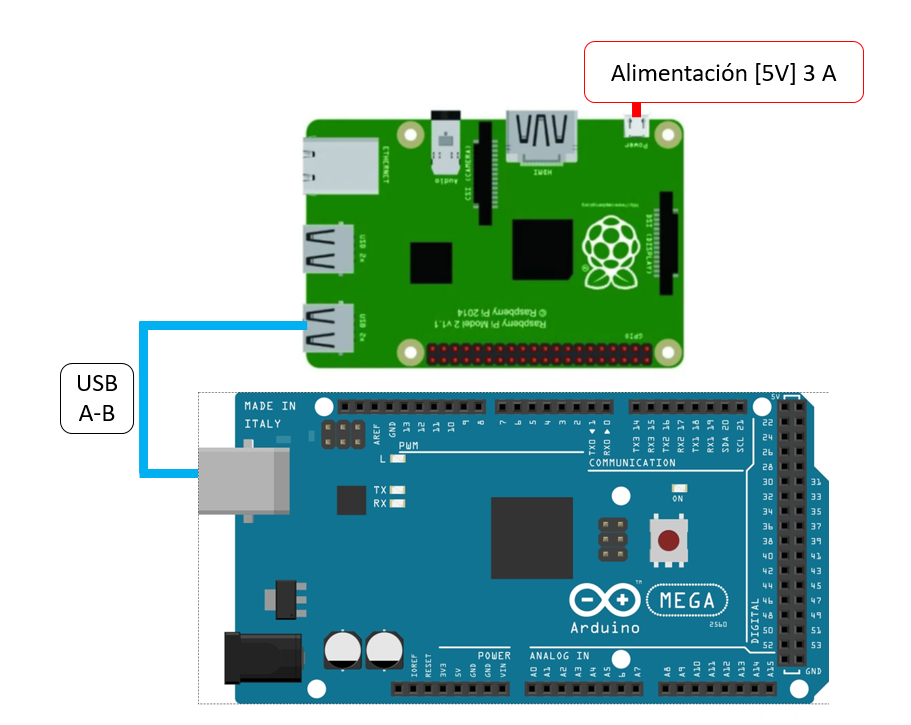 Alimentación [5V] 3 A
Power
HDMI
Audio
CSI (CAMERA)
ETHERNET
USB 2x
DSI (DISPLAY)
USB 2x
Raspberry Pi Model 2 v1.1
© Raspberry Pi 2014
GPIO
USB
A-B
MADE IN
ITALY
AREF
GND
13
12
11
10
9
8
7
6
5
4
3
2
TX0 ◄ 1
RX0 ► 0
TX3 14
RX3 15
TX2 16
RX2 17
TX1 18
RX1 19
SDA 20
SCL 21
5V
PWM
COMMUNICATION
L
TX
RX
ON
22
24
26
28
30 31
32 33
34 35
36 37
38 39
40 41
42 43
44 45
46 47
48 49
50 51
52 53
GND
DIGITAL
™
Arduino
MEGA
2560
POWER
ANALOG IN
IOREF
RESET
3V3
5V
GND
GND
VIN
A0
A1
A2
A3
A4
A5
6
A7
A8
A9
A10
A11
A12
A13
A14
A15